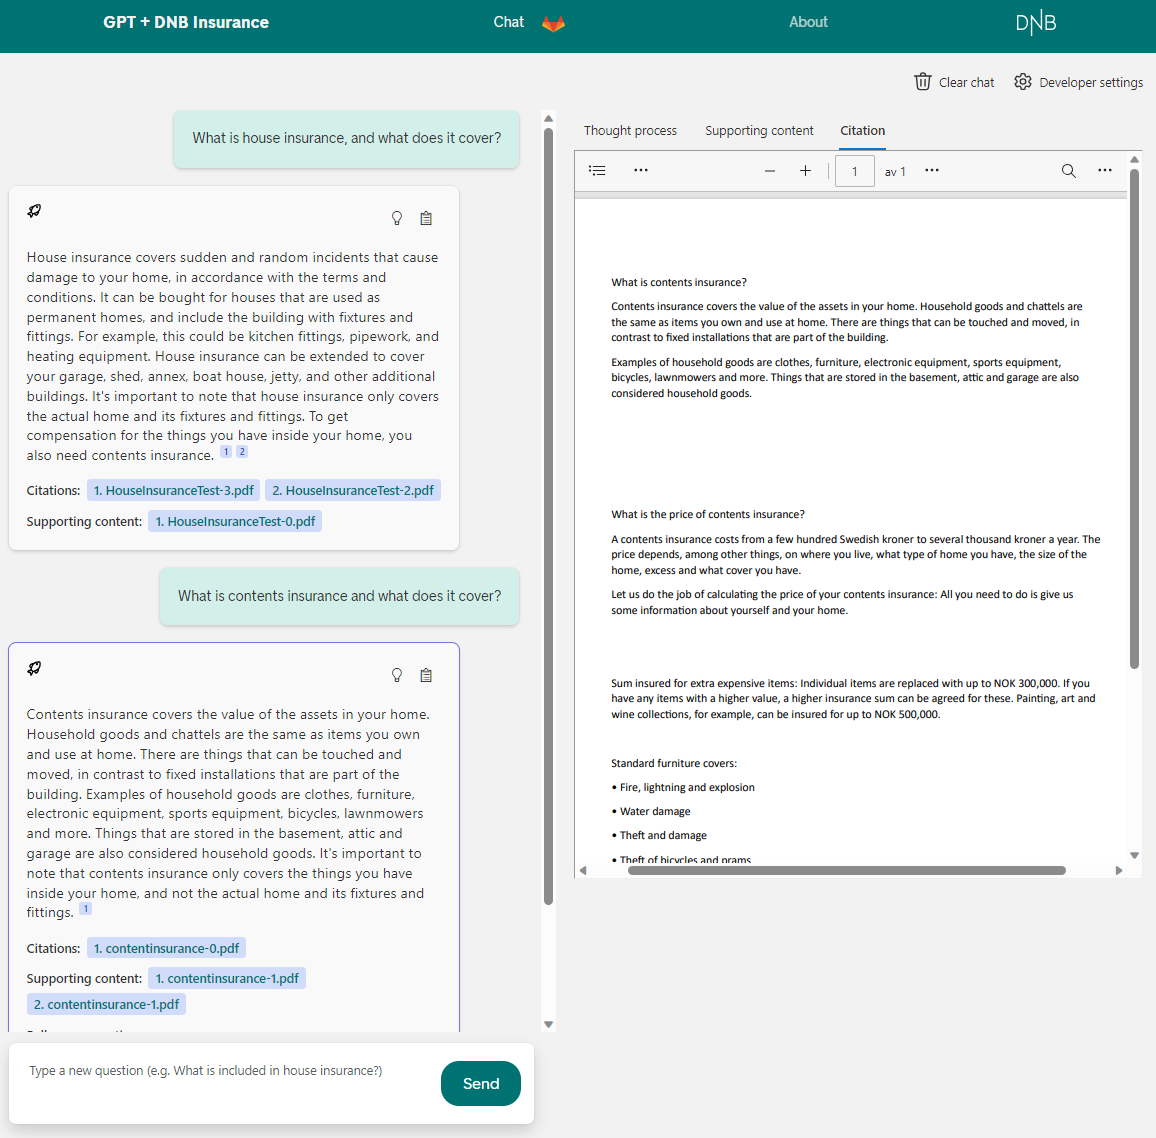 GPT + DNB Insurance
Chat
About
DNB
Clear chat
Developer settings
What is house insurance, and what does it cover?
House insurance covers sudden and random incidents that cause
damage to your home, in accordance with the terms and
conditions. It can be bought for houses that are used as
permanent homes, and include the building with fixtures and
fittings. For example, this could be kitchen fittings, pipework, and
heating equipment. House insurance can be extended to cover
your garage, shed, annex, boat house, jetty, and other additional
buildings. It's important to note that house insurance only covers
the actual home and its fixtures and fittings. To get
compensation for the things you have inside your home, you
also need contents insurance. 1 2
Citations: 1. HouseInsuranceTest-3.pdf 2. HouseInsuranceTest-2.pdf
Supporting content: 1. HouseInsuranceTest-0.pdf
What is contents insurance and what does it cover?
Contents insurance covers the value of the assets in your home.
Household goods and chattels are the same as items you own
and use at home. There are things that can be touched and
moved, in contrast to fixed installations that are part of the
building. Examples of household goods are clothes, furniture,
electronic equipment, sports equipment, bicycles, lawnmowers
and more. Things that are stored in the basement, attic and
garage are also considered household goods. It's important to
note that contents insurance only covers the things you have
inside your home, and not the actual home and its fixtures and
fittings. 1
Citations: 1. contentinsurance-0.pdf
Supporting content: 1. contentinsurance-1.pdf
2. contentinsurance-1.pdf
Type a new question (e.g. What is included in house insurance?)
Send
Thought process
Supporting content
Citation
1 av 1
What is contents insurance?
Contents insurance covers the value of the assets in your home. Household goods and chattels are
the same as items you own and use at home. There are things that can be touched and moved, in
contrast to fixed installations that are part of the building.
Examples of household goods are clothes, furniture, electronic equipment, sports equipment,
bicycles, lawnmowers and more. Things that are stored in the basement, attic and garage are also
considered household goods.
What is the price of contents insurance?
A contents insurance costs from a few hundred Swedish kroner to several thousand kroner a year. The
price depends, among other things, on where you live, what type of home you have, the size of the
home, excess and what cover you have.
Let us do the job of calculating the price of your contents insurance: All you need to do is give us
some information about yourself and your home.
Sum insured for extra expensive items: Individual items are replaced with up to NOK 300,000. If you
have any items with a higher value, a higher insurance sum can be agreed for these. Painting, art and
wine collections, for example, can be insured for up to NOK 500,000.
Standard furniture covers:
• Fire, lightning and explosion
• Water damage
• Theft and damage
• Theft of bicycles and prams